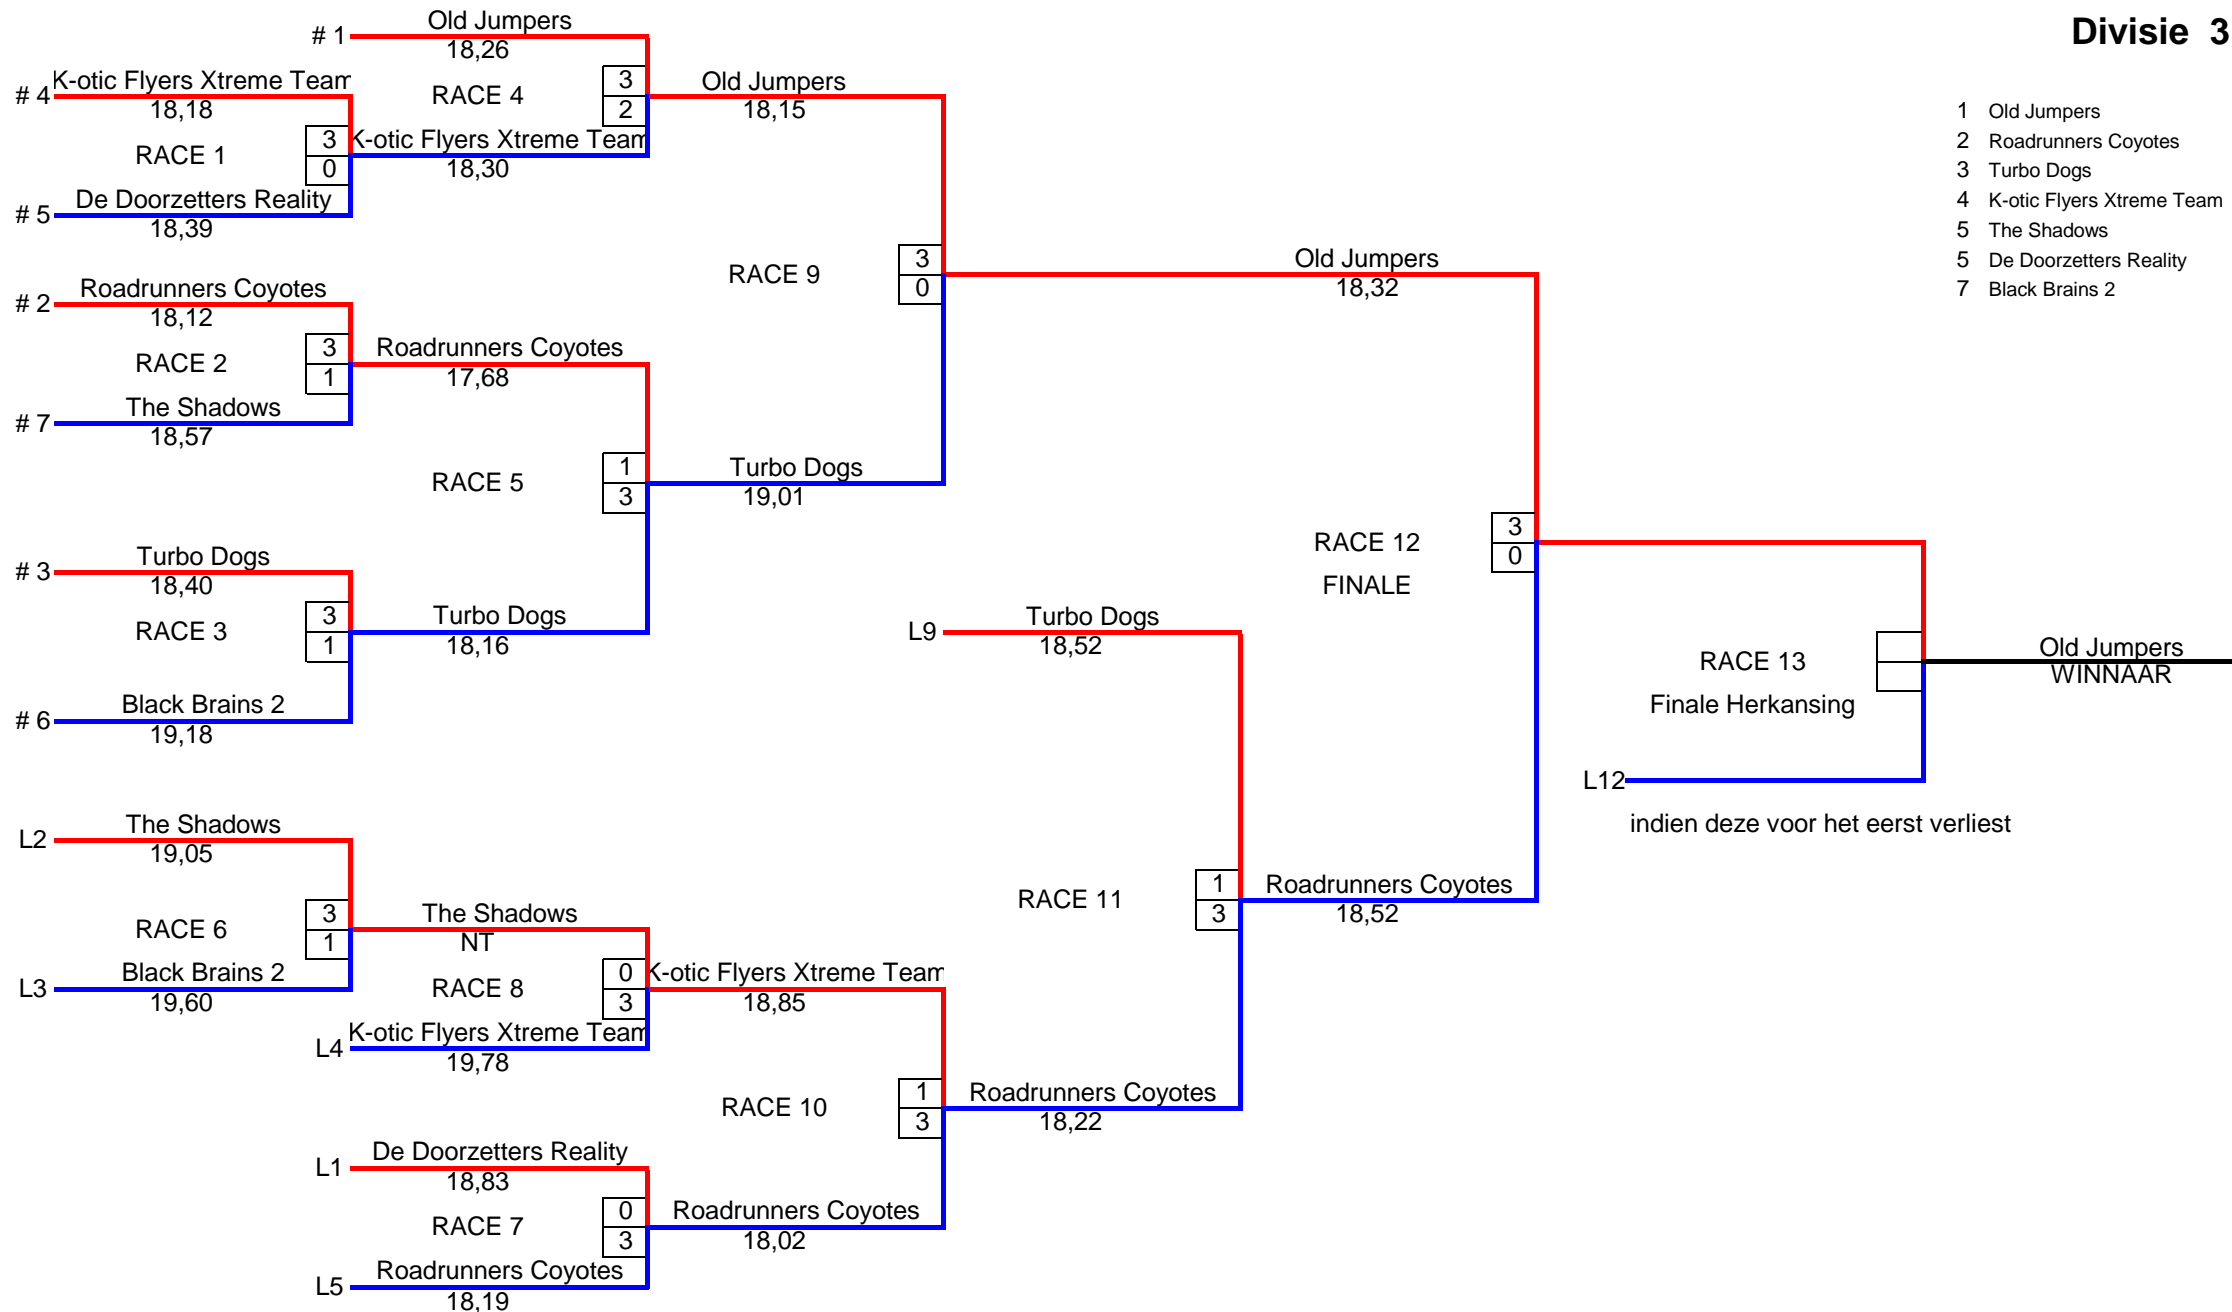 Divisie 3
1 Old Jumpers
2 Roadrunners Coyotes
3 Turbo Dogs
4 K-otic Flyers Xtreme Team
5 The Shadows
5 De Doorzetters Reality
7 Black Brains 2
# 1
Old Jumpers
18,26
RACE 4
3
2
# 4
K-otic Flyers Xtreme Team
18,18
RACE 1
3
0
K-otic Flyers Xtreme Team
18,30
# 5
De Doorzetters Reality
18,39
Old Jumpers
18,15
# 2
Roadrunners Coyotes
18,12
RACE 2
3
1
Roadrunners Coyotes
17,68
# 7
The Shadows
18,57
RACE 9
3
0
Old Jumpers
18,32
RACE 5
1
3
Turbo Dogs
19,01
# 3
Turbo Dogs
18,40
RACE 3
3
1
Turbo Dogs
18,16
# 6
Black Brains 2
19,18
RACE 12
FINALE
3
0
L9
Turbo Dogs
18,52
RACE 13
Finale Herkansing
Old Jumpers
WINNAAR
L12
indien deze voor het eerst verliest
L2
The Shadows
19,05
RACE 6
3
1
The Shadows
NT
L3
Black Brains 2
19,60
RACE 8
0
3
K-otic Flyers Xtreme Team
18,85
L4
K-otic Flyers Xtreme Team
19,78
RACE 11
1
3
Roadrunners Coyotes
18,52
RACE 10
1
3
Roadrunners Coyotes
18,22
L1
De Doorzetters Reality
18,83
RACE 7
0
3
Roadrunners Coyotes
18,02
L5
Roadrunners Coyotes
18,19